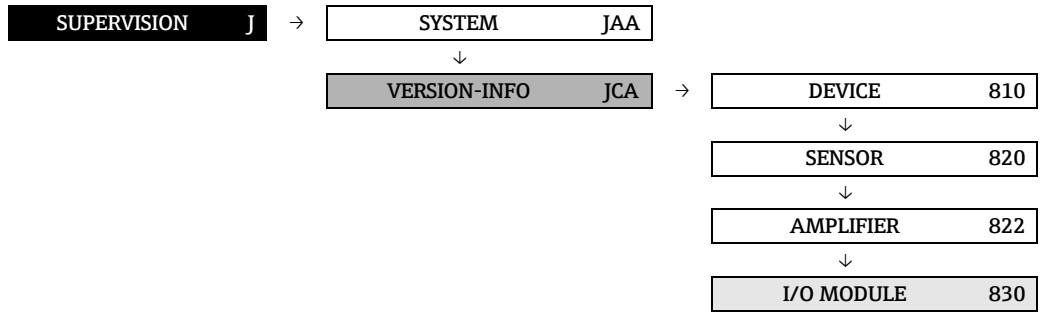 SUPERVISION J → SYSTEM JAA
↓
VERSION-INFO JCA → DEVICE 810
↓
SENSOR 820
↓
AMPLIFIER 822
↓
I/O MODULE 830